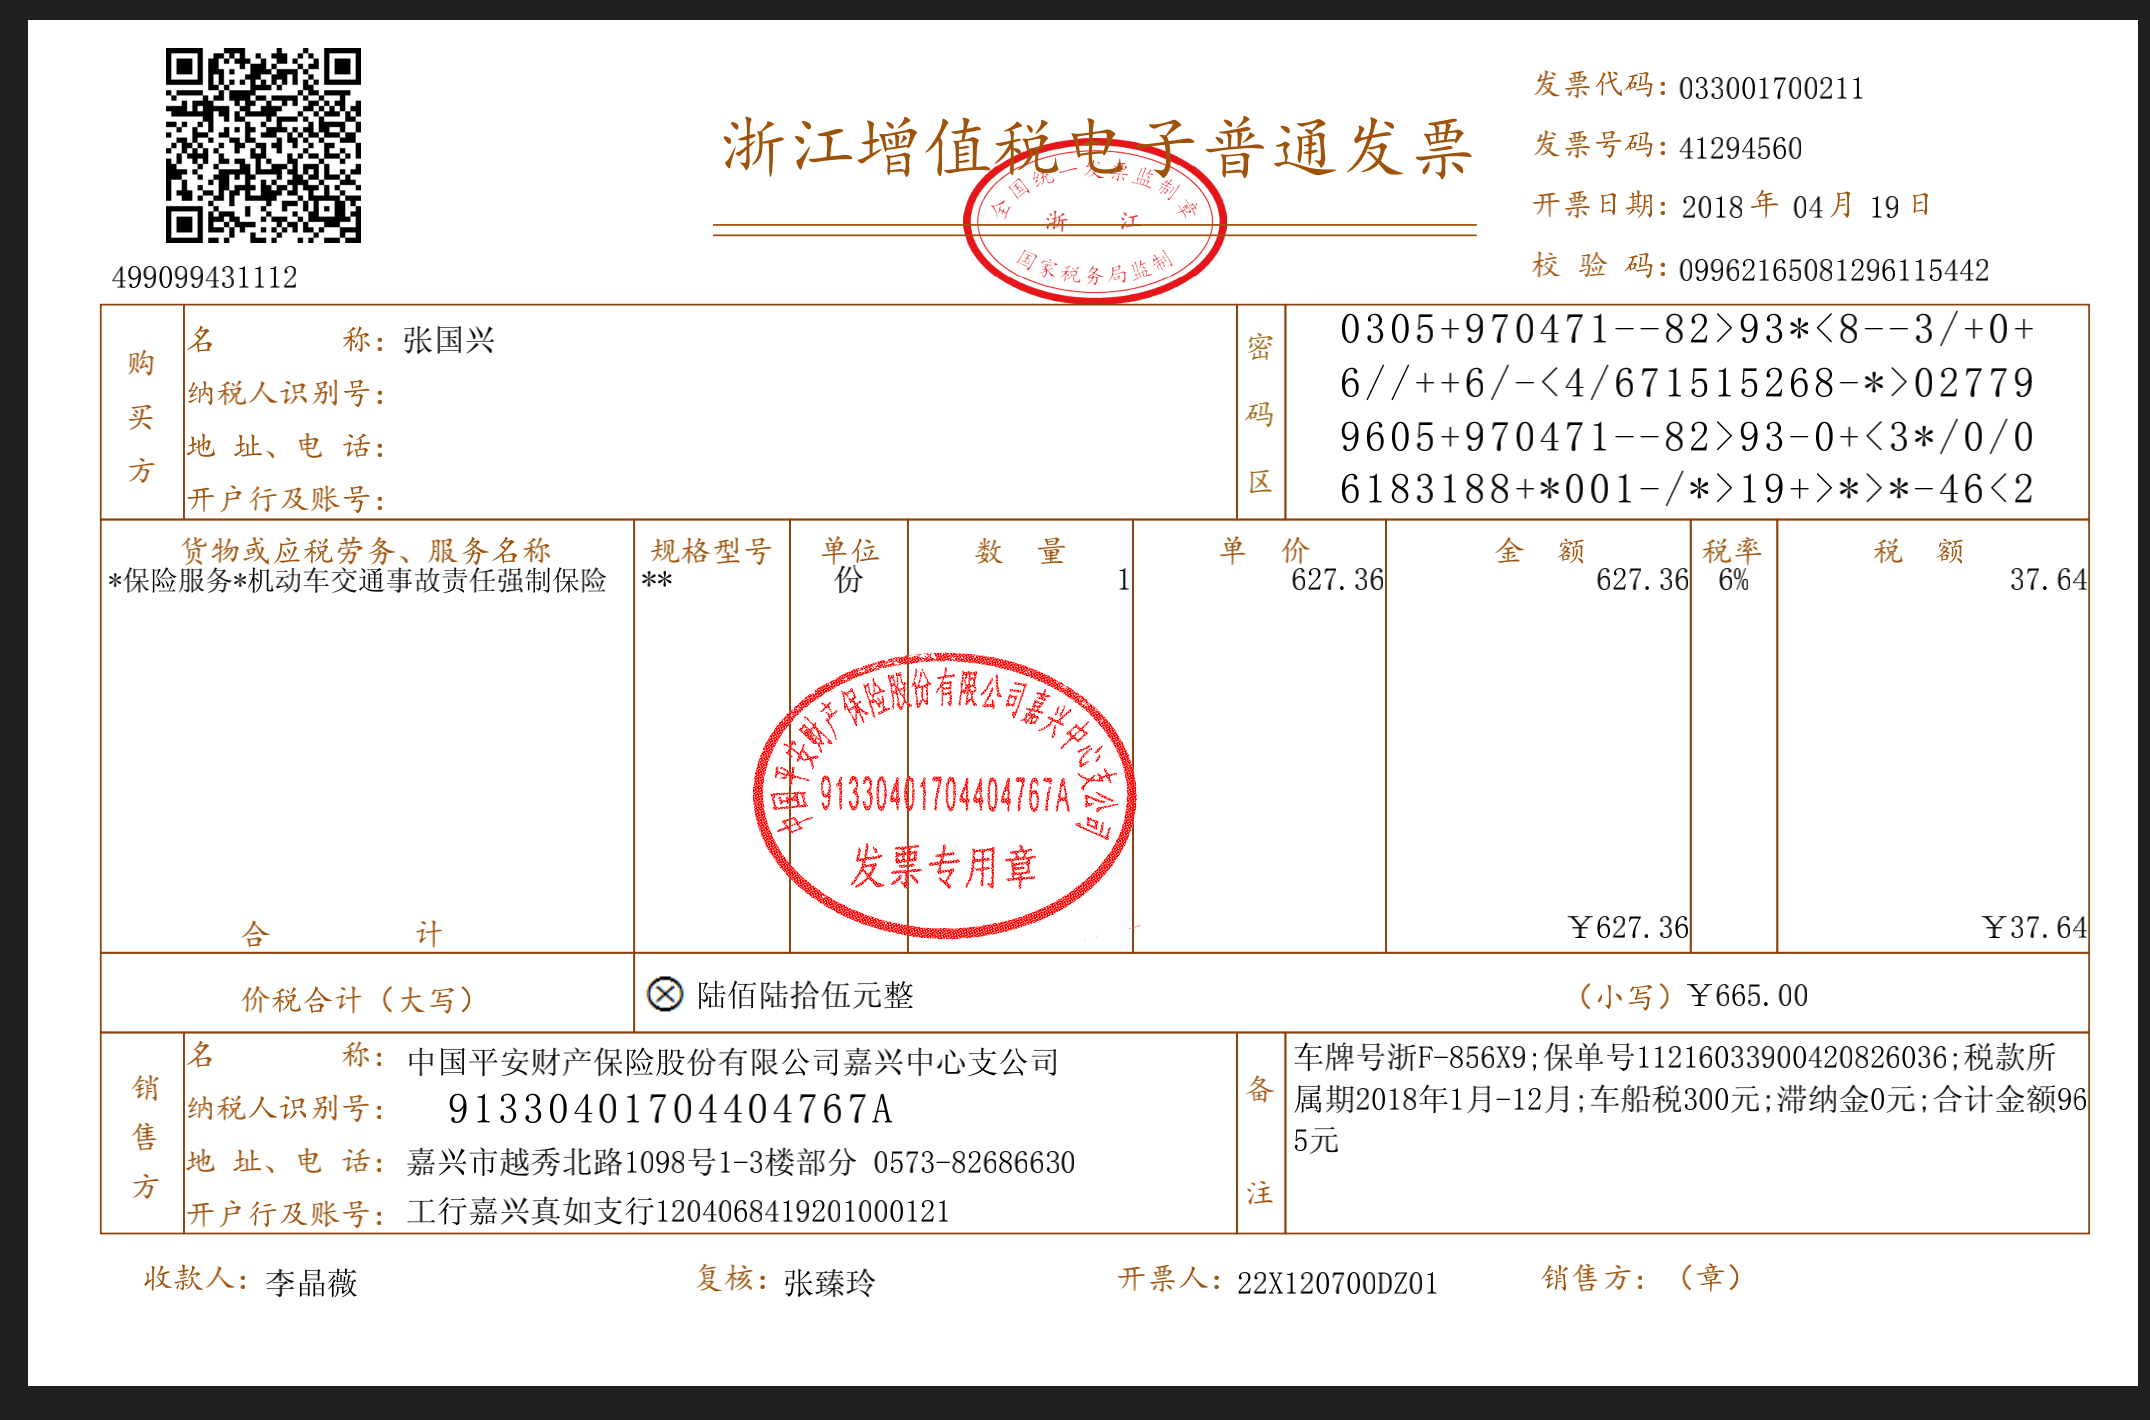 浙江增值税电子普通发票
全国统一发票监制章
浙 江
国家税务局监制
发票代码：033001700211
发票号码：41294560
开票日期：2018年 04月 19日
校 验 码：09962165081296115442
499099431112
购买方
名 称：张国兴
纳税人识别号：
地 址、电 话：
开户行及账号：
密码区
0305+970471--82>93*<8--3/+0+
6//++6/-<4/671515268-*>02779
9605+970471--82>93-0+<3*/0/0
6183188+*001-/*>19+>*>*-46<2
货物或应税劳务、服务名称 规格型号 单位 数 量 单 价 金 额 税率 税 额
*保险服务*机动车交通事故责任强制保险 ** 份 1 627.36 627.36 6% 37.64
中国平安财产保险股份有限公司嘉兴中心支公司
91330401704404767A
发票专用章
合 计 ￥627.36 ￥37.64
价税合计（大写） ⊗ 陆佰陆拾伍元整 （小写）￥665.00
销售方
名 称：中国平安财产保险股份有限公司嘉兴中心支公司
纳税人识别号：91330401704404767A
地 址、电 话：嘉兴市越秀北路1098号1-3楼部分 0573-82686630
开户行及账号：工行嘉兴真如支行1204068419201000121
备注
车牌号浙F-856X9;保单号11216033900420826036;税款所
属期2018年1月-12月;车船税300元;滞纳金0元;合计金额96
5元
收款人：李晶薇 复核：张臻玲 开票人：22X120700DZ01 销售方：（章）